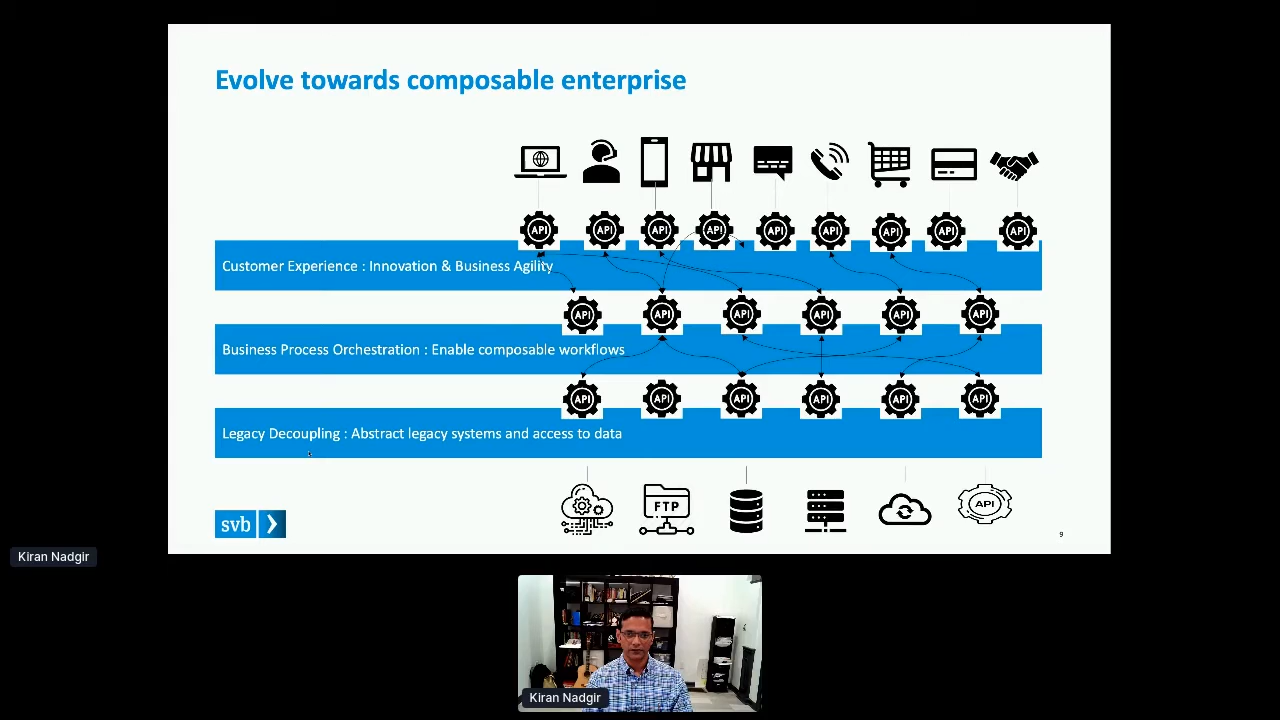 Evolve towards composable enterprise
API API API API API API API API API
Customer Experience : Innovation & Business Agility
API API API API API API
Business Process Orchestration : Enable composable workflows
API API API API API API
Legacy Decoupling : Abstract legacy systems and access to data
FTP API
svb
9
Kiran Nadgir
Kiran Nadgir